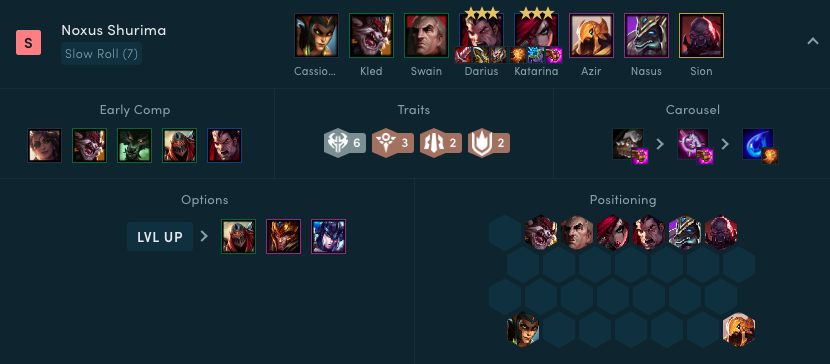 S
Noxus Shurima
Slow Roll (7)
Cassio...
Kled
Swain
Darius
Katarina
Azir
Nasus
Sion
Early Comp
Traits
6
3
2
2
Carousel
Options
LVL UP
Positioning